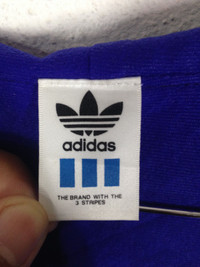 adidas
THE BRAND WITH THE
3 STRIPES